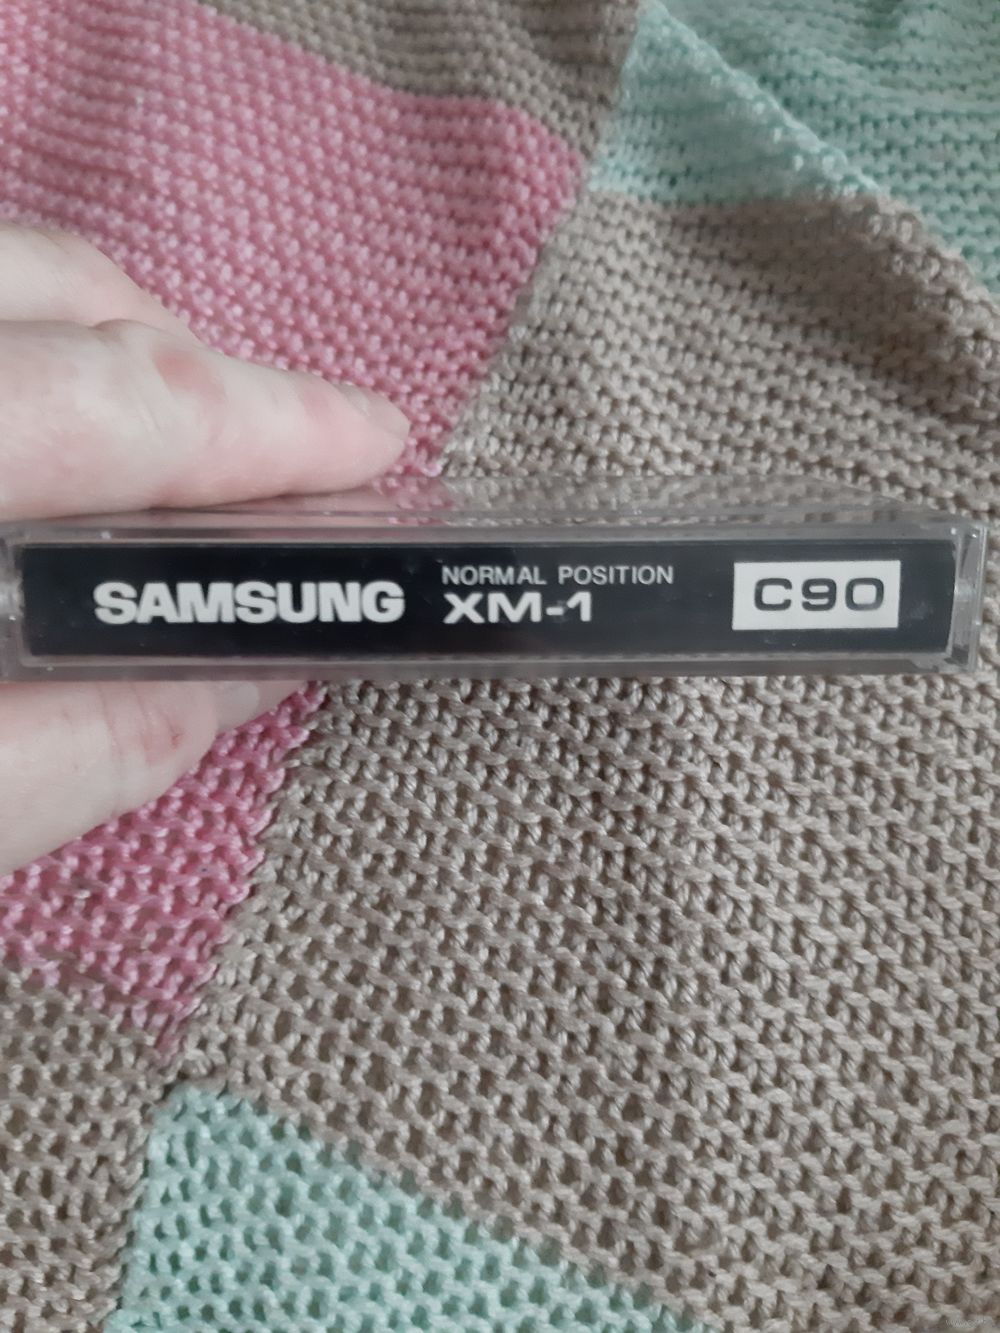 SAMSUNG
NORMAL POSITION
XM-1
C90